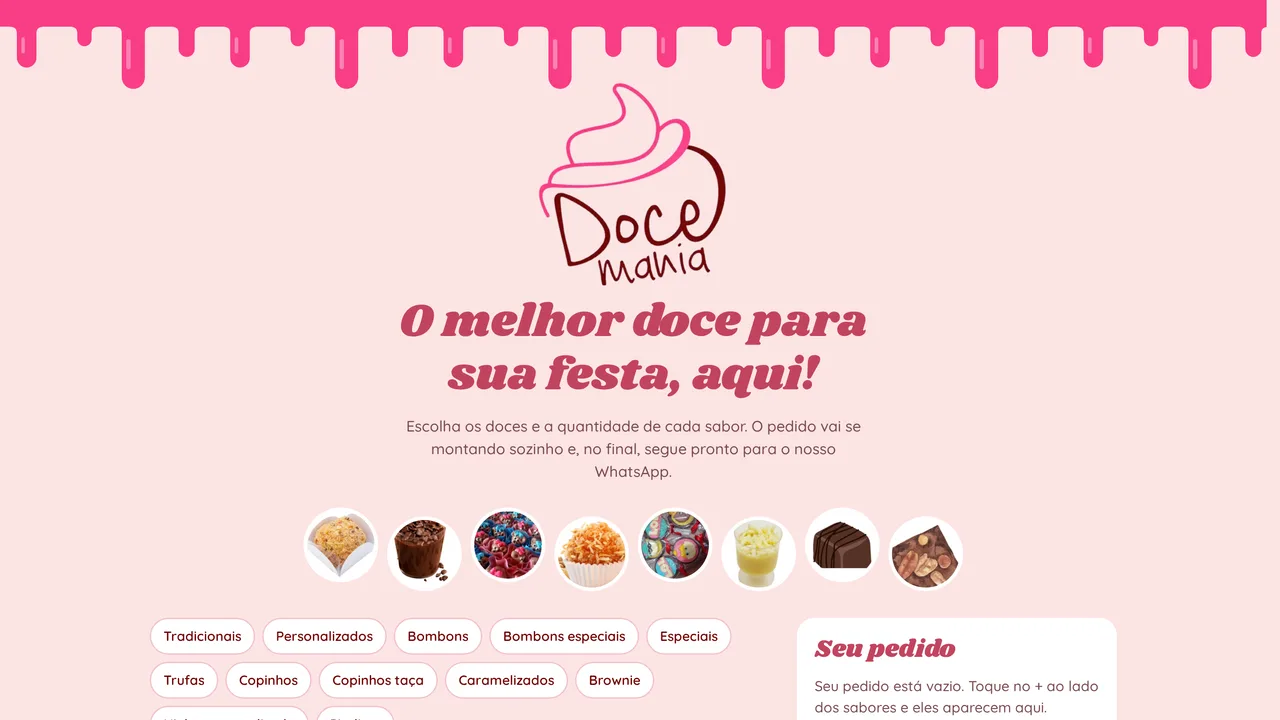 Doce
mania
O melhor doce para
sua festa, aqui!
Escolha os doces e a quantidade de cada sabor. O pedido vai se
montando sozinho e, no final, segue pronto para o nosso
WhatsApp.
Tradicionais
Personalizados
Bombons
Bombons especiais
Especiais
Trufas
Copinhos
Copinhos taça
Caramelizados
Brownie
Seu pedido
Seu pedido está vazio. Toque no + ao lado
dos sabores e eles aparecem aqui.